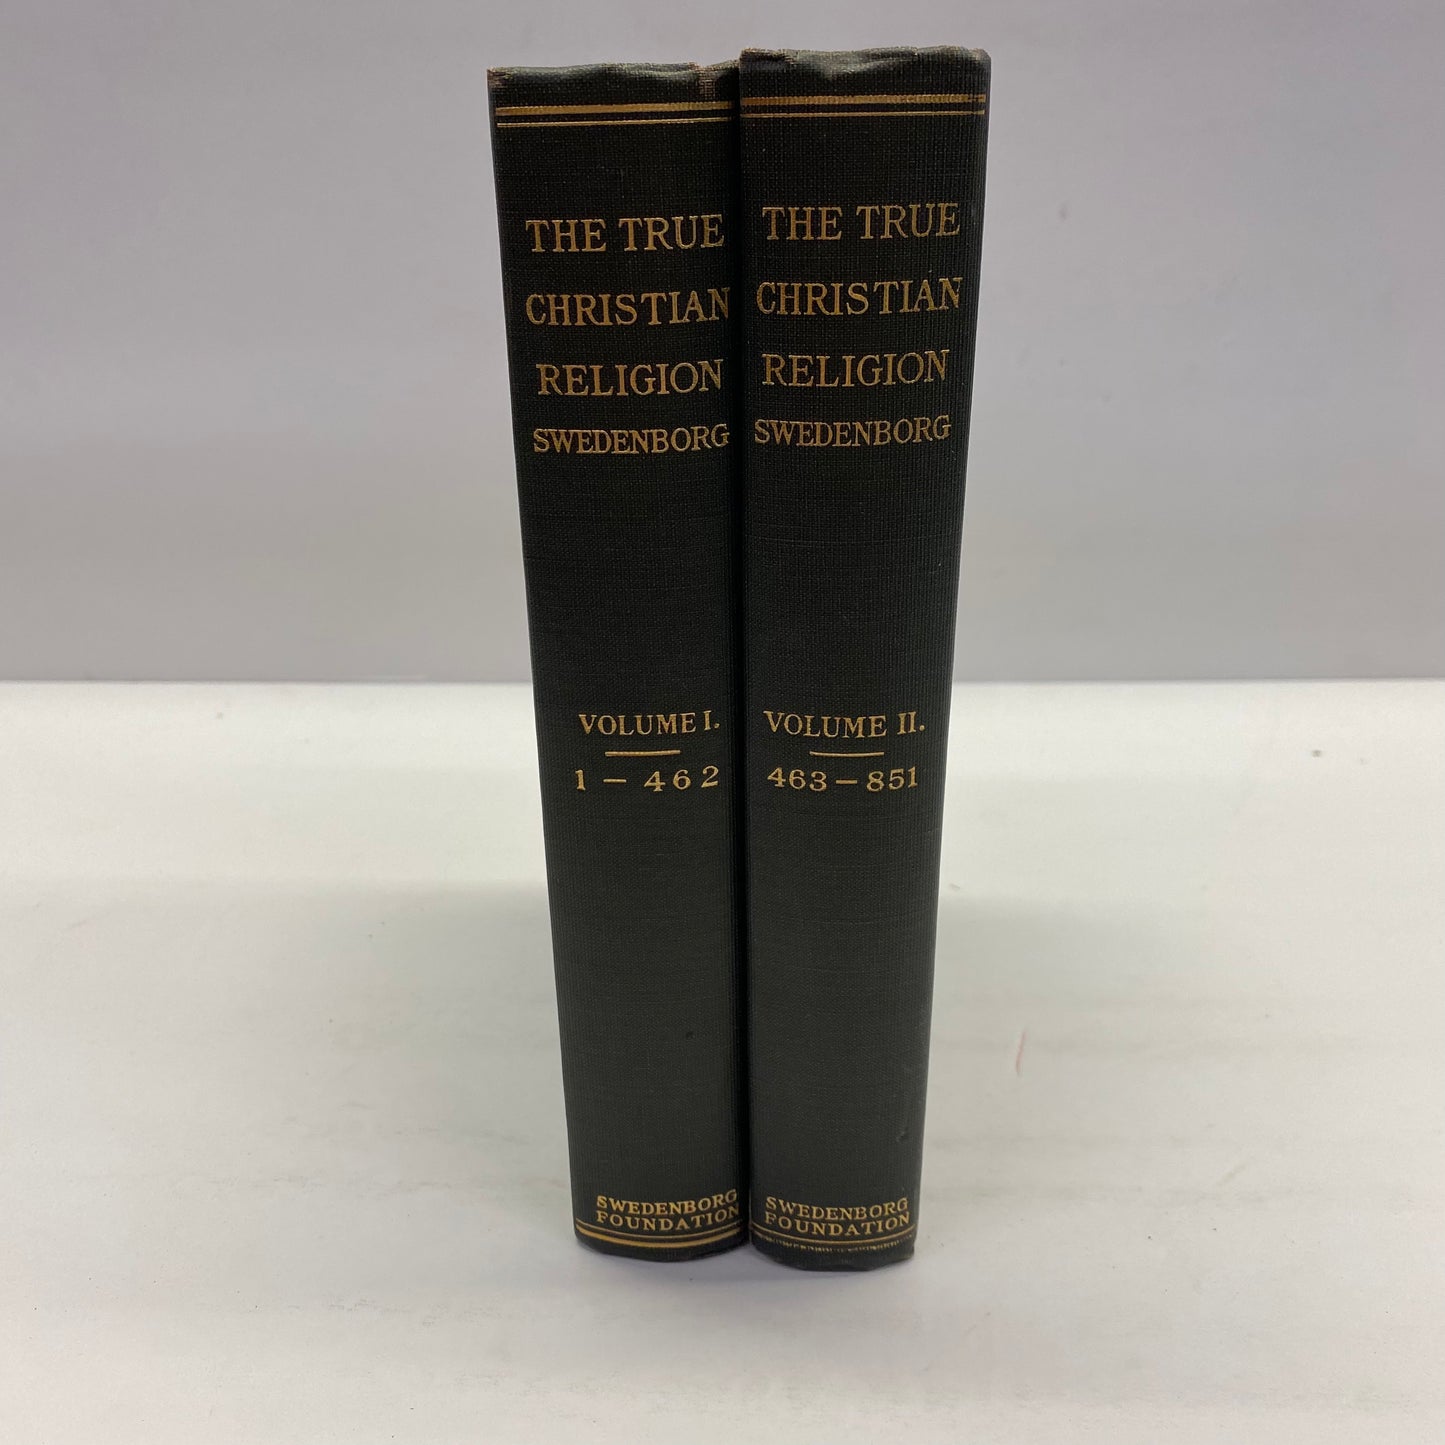 THE TRUE
CHRISTIAN
RELIGION
SWEDENBORG
VOLUME I.
1 – 462
SWEDENBORG
FOUNDATION
THE TRUE
CHRISTIAN
RELIGION
SWEDENBORG
VOLUME II.
463 – 851
SWEDENBORG
FOUNDATION